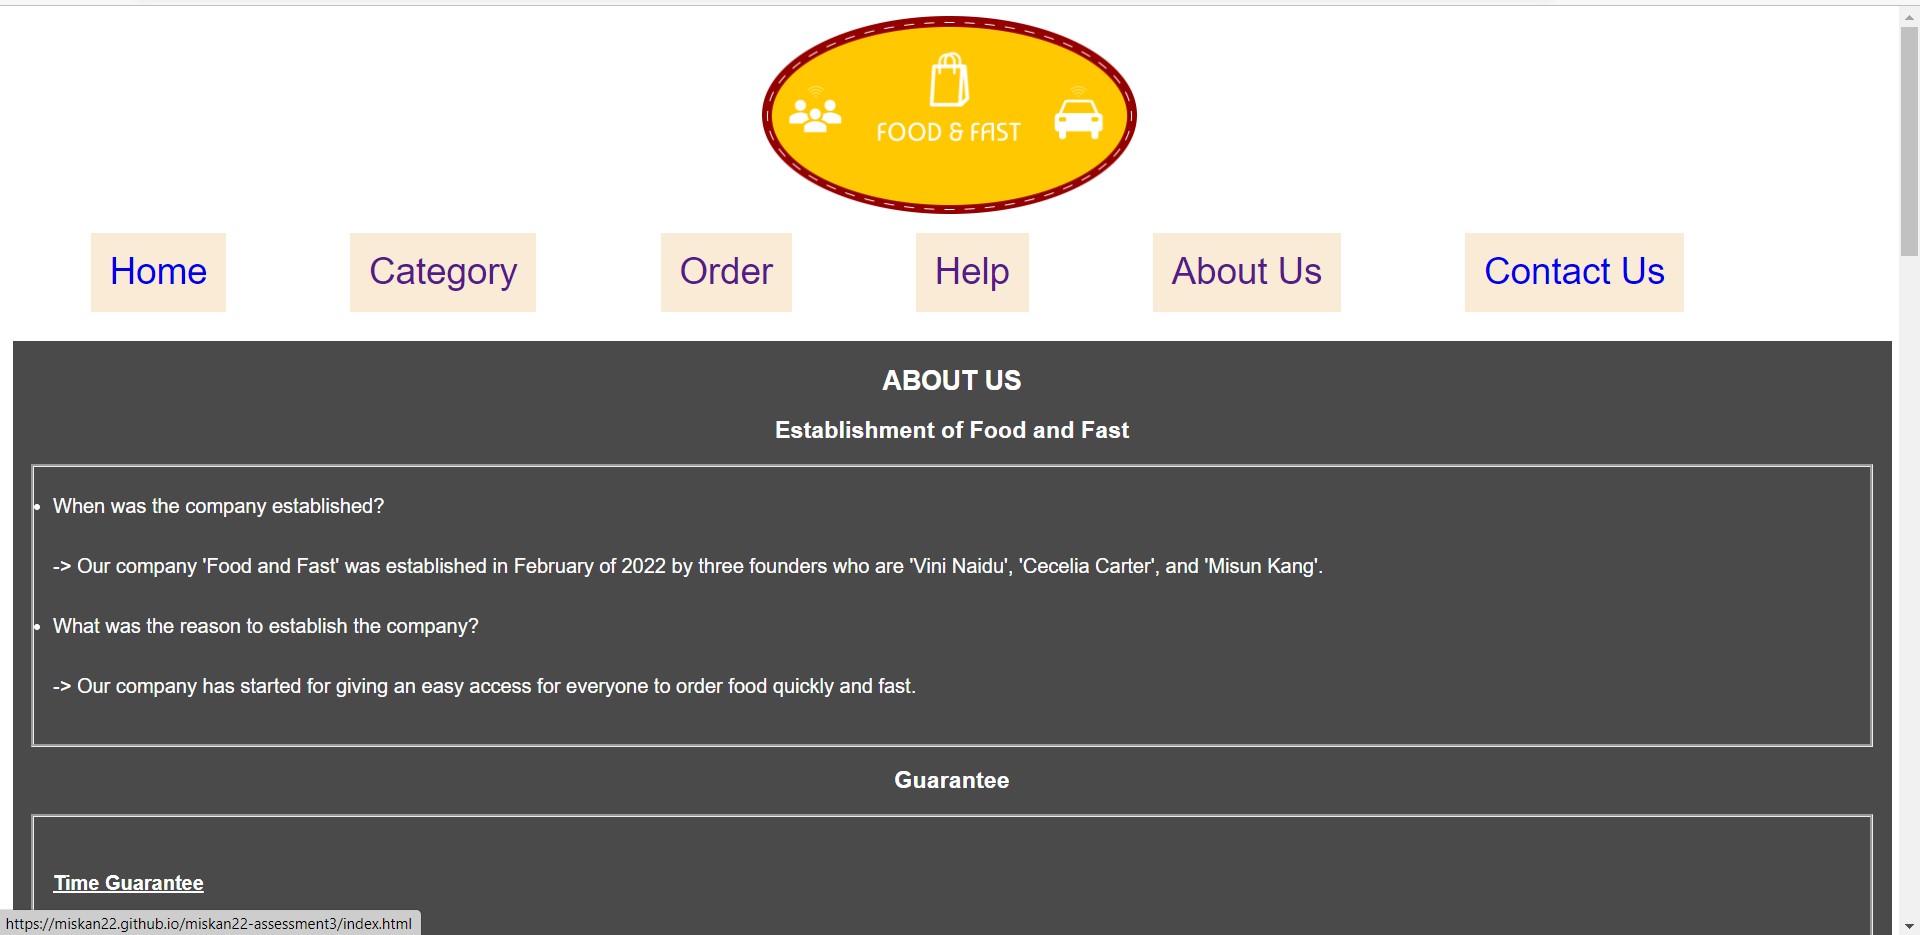 FOOD & FAST
Home Category Order Help About Us Contact Us
ABOUT US
Establishment of Food and Fast
• When was the company established?
-> Our company 'Food and Fast' was established in February of 2022 by three founders who are 'Vini Naidu', 'Cecelia Carter', and 'Misun Kang'.
• What was the reason to establish the company?
-> Our company has started for giving an easy access for everyone to order food quickly and fast.
Guarantee
Time Guarantee
https://miskan22.github.io/miskan22-assessment3/index.html